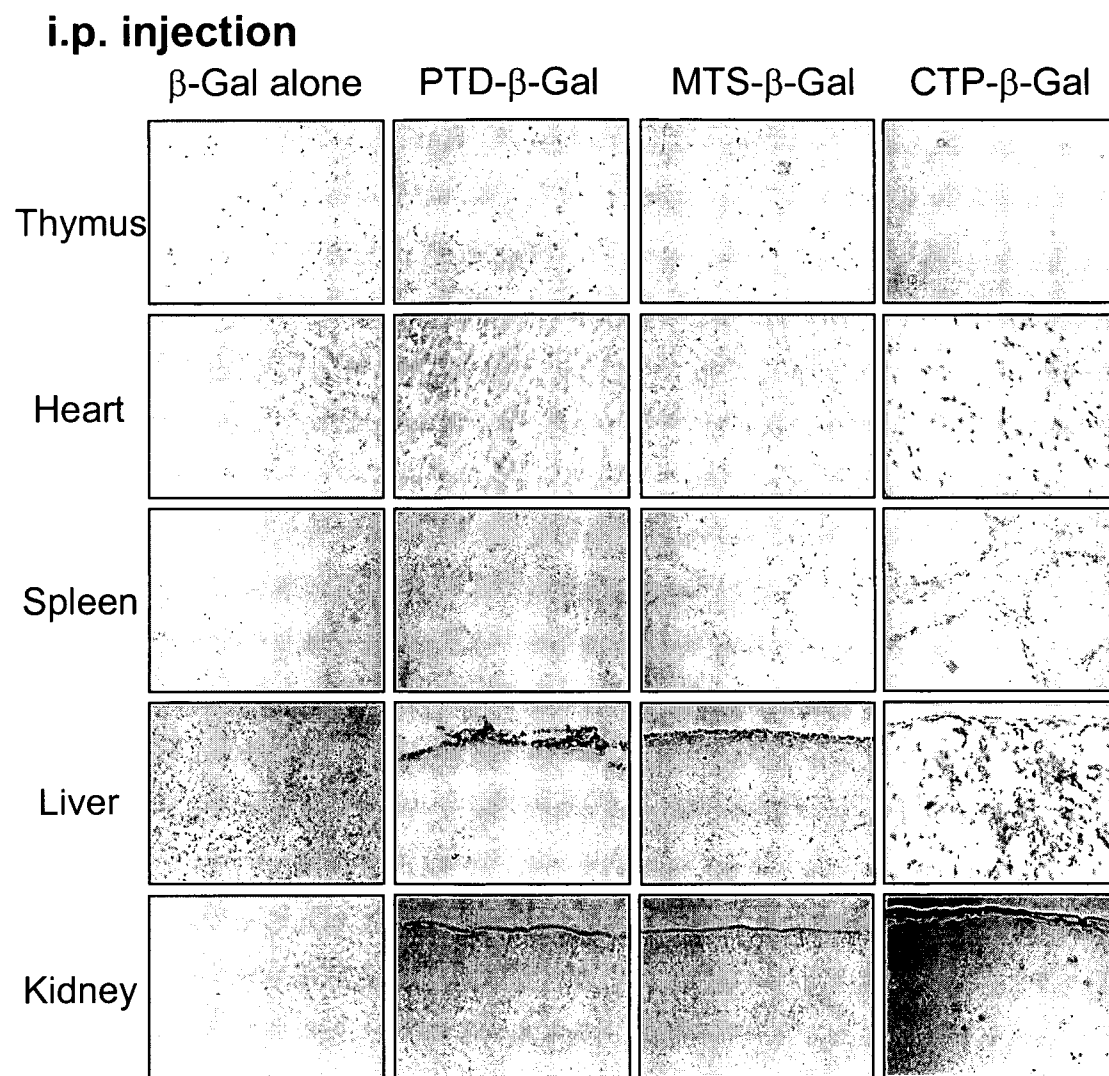 i.p. injection
β-Gal alone PTD-β-Gal MTS-β-Gal CTP-β-Gal
Thymus
Heart
Spleen
Liver
Kidney